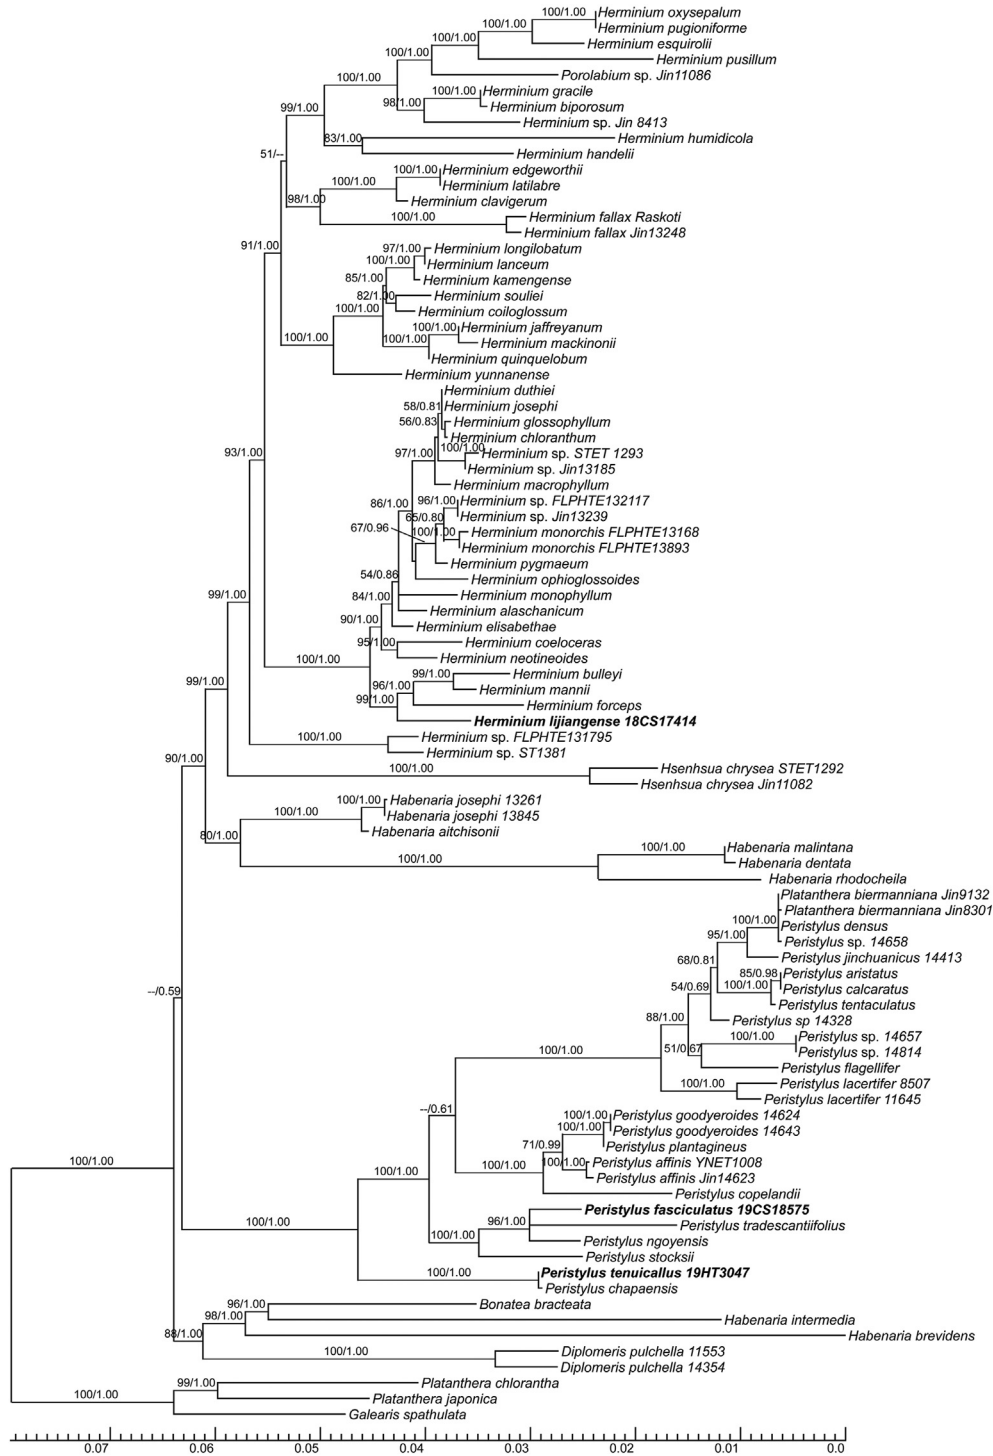 Herminium oxysepalum
100/1.00
100/1.00
Herminium pugioniforme
100/1.00
Herminium esquirolii
100/1.00
Herminium pusillum
Porolabium sp. Jin11086
100/1.00
100/1.00
Herminium gracile
98/1.00
Herminium biporosum
99/1.00
Herminium sp. Jin 8413
83/1.00
Herminium humidicola
Herminium handelii
51/--
100/1.00
Herminium edgeworthii
100/1.00
Herminium latilabre
98/1.00
Herminium clavigerum
100/1.00
Herminium fallax Raskoti
Herminium fallax Jin13248
91/1.00
97/1.00
Herminium longilobatum
100/1.00
Herminium lanceum
85/1.00
Herminium kamengense
82/1.00
Herminium souliei
Herminium coiloglossum
100/1.00
100/1.00
Herminium jaffreyanum
100/1.00
Herminium mackinonii
Herminium quinquelobum
Herminium yunnanense
Herminium duthiei
58/0.81
Herminium josephi
56/0.83
Herminium glossophyllum
Herminium chloranthum
93/1.00
97/1.00
100/1.00
Herminium sp. STET 1293
Herminium sp. Jin13185
Herminium macrophyllum
86/1.00
96/1.00
Herminium sp. FLPHTE132117
65/0.80
Herminium sp. Jin13239
67/0.96
100/1.00
Herminium monorchis FLPHTE13168
Herminium monorchis FLPHTE13893
Herminium pygmaeum
54/0.86
Herminium ophioglossoides
99/1.00
84/1.00
Herminium monophyllum
Herminium alaschanicum
90/1.00
Herminium elisabethae
95/1.00
Herminium coeloceras
100/1.00
Herminium neotineoides
99/1.00
Herminium bulleyi
99/1.00
96/1.00
Herminium mannii
99/1.00
Herminium forceps
Herminium lijiangense 18CS17414
100/1.00
Herminium sp. FLPHTE131795
Herminium sp. ST1381
90/1.00
100/1.00
Hsenhsua chrysea STET1292
Hsenhsua chrysea Jin11082
100/1.00
Habenaria josephi 13261
100/1.00
Habenaria josephi 13845
80/1.00
Habenaria aitchisonii
100/1.00
100/1.00
Habenaria malintana
Habenaria dentata
Habenaria rhodocheila
Platanthera biermanniana Jin9132
Platanthera biermanniana Jin8301
100/1.00
Peristylus densus
95/1.00
Peristylus sp. 14658
Peristylus jinchuanicus 14413
68/0.81
85/0.98
Peristylus aristatus
54/0.69
100/1.00
Peristylus calcaratus
--/0.59
Peristylus tentaculatus
88/1.00
Peristylus sp 14328
100/1.00
Peristylus sp. 14657
51/0.67
Peristylus sp. 14814
100/1.00
Peristylus flagellifer
100/1.00
Peristylus lacertifer 8507
Peristylus lacertifer 11645
--/0.61
100/1.00
Peristylus goodyeroides 14624
100/1.00
Peristylus goodyeroides 14643
71/0.99
Peristylus plantagineus
100/1.00
100/1.00
100/1.00
100/1.00
Peristylus affinis YNET1008
Peristylus affinis Jin14623
Peristylus copelandii
Peristylus fasciculatus 19CS18575
100/1.00
96/1.00
Peristylus tradescantiifolius
100/1.00
Peristylus ngoyensis
Peristylus stocksii
100/1.00
Peristylus tenuicallus 19HT3047
Peristylus chapaensis
96/1.00
Bonatea bracteata
98/1.00
Habenaria intermedia
88/1.00
Habenaria brevidens
100/1.00
Diplomeris pulchella 11553
Diplomeris pulchella 14354
99/1.00
Platanthera chlorantha
100/1.00
Platanthera japonica
Galearis spathulata
0.07 0.06 0.05 0.04 0.03 0.02 0.01 0.0